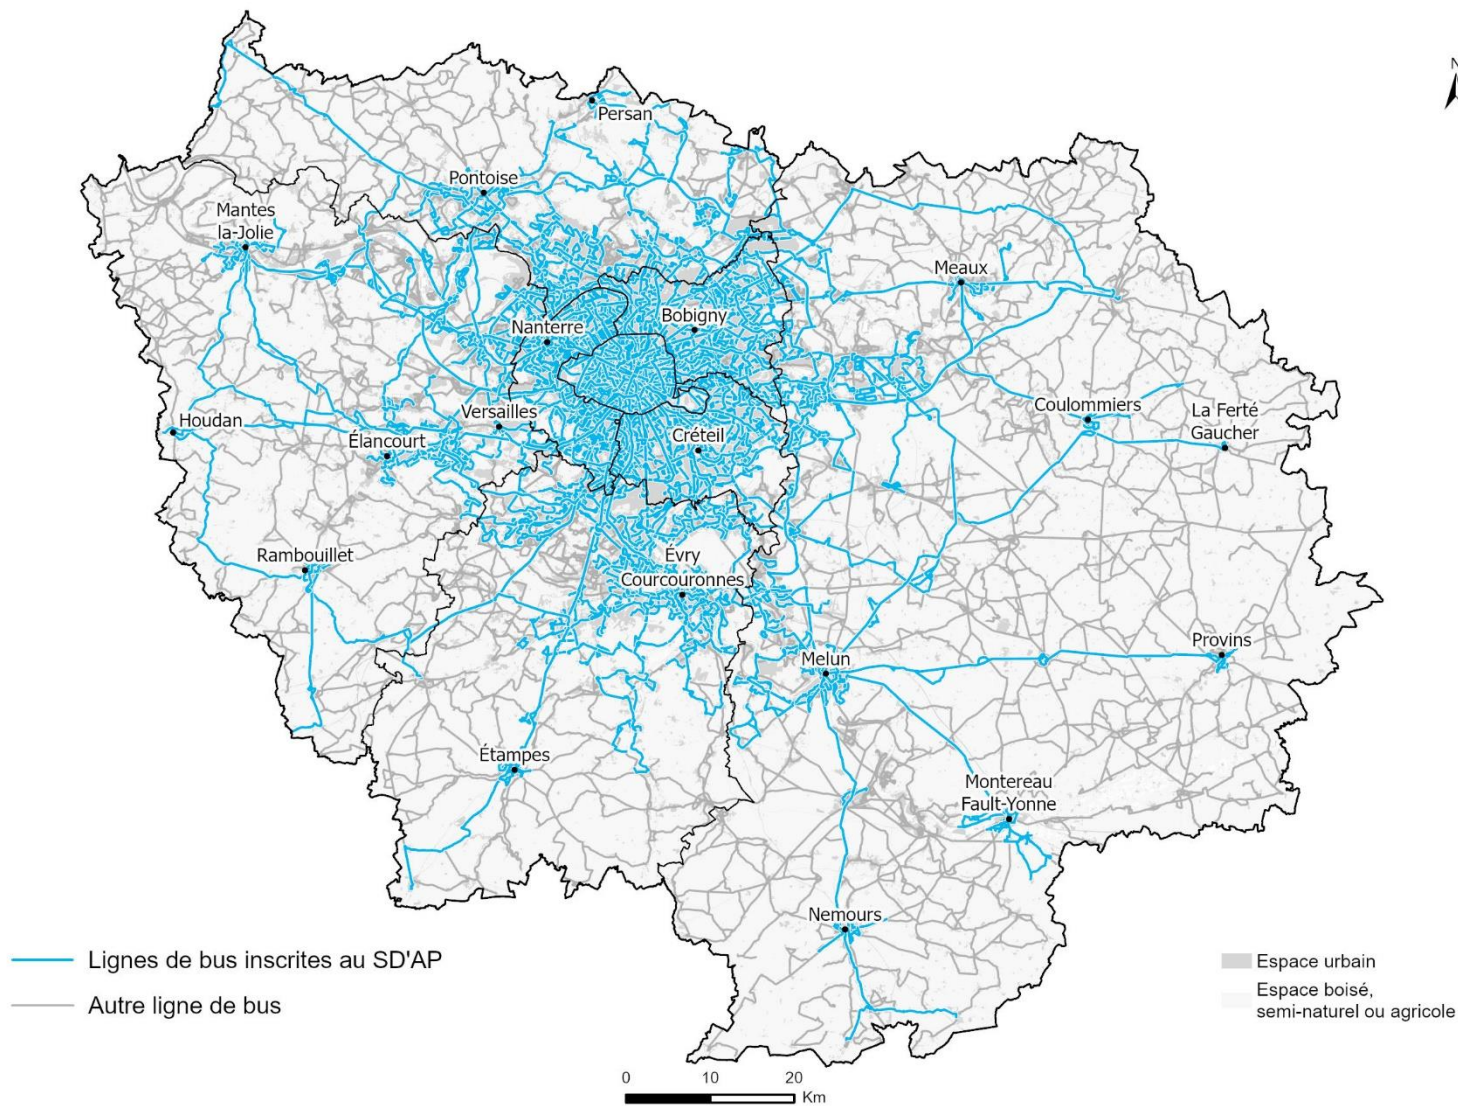 N
Persan
Pontoise
Mantes
la-Jolie
Meaux
Nanterre
Bobigny
Houdan
Versailles
Élancourt
Créteil
Coulommiers
La Ferté
Gaucher
Rambouillet
Évry
Courcouronnes
Melun
Provins
Étampes
Montereau
Fault-Yonne
Nemours
Lignes de bus inscrites au SD'AP
Autre ligne de bus
Espace urbain
Espace boisé,
semi-naturel ou agricole
0 10 20
Km